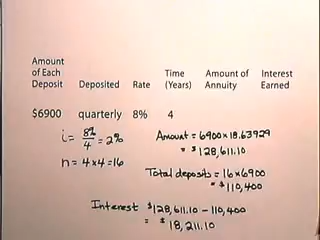 Amount of Each Deposit Deposited Rate Time (Years) Amount of Annuity Interest Earned
$6900 quarterly 8% 4
i = 8%/4 = 2%
n = 4×4 = 16
Amount = 6900×18.63929
= $128,611.10
Total deposits = 16×6900
= $110,400
Interest $128,611.10 - 110,400
= $18,211.10